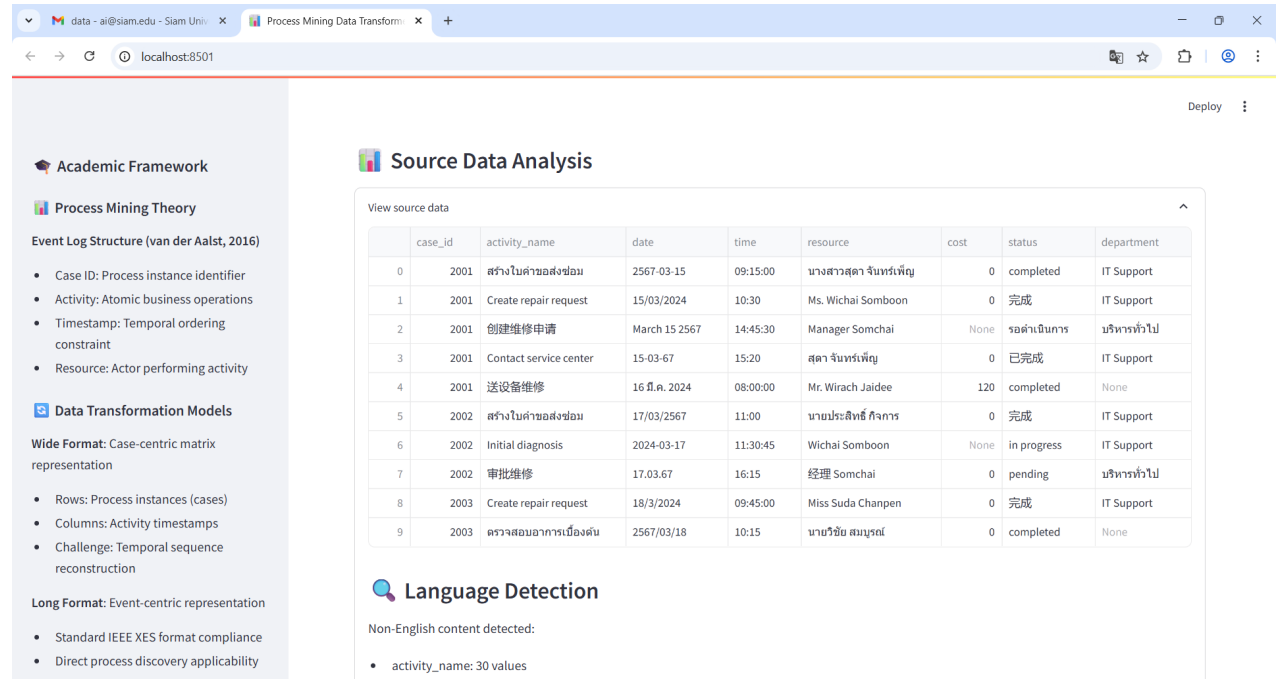 data - ai@siam.edu - Siam Univ
Process Mining Data Transform
localhost:8501
Deploy
Academic Framework
Process Mining Theory
Event Log Structure (van der Aalst, 2016)
Case ID: Process instance identifier
Activity: Atomic business operations
Timestamp: Temporal ordering
constraint
Resource: Actor performing activity
Data Transformation Models
Wide Format: Case-centric matrix
representation
Rows: Process instances (cases)
Columns: Activity timestamps
Challenge: Temporal sequence
reconstruction
Long Format: Event-centric representation
Standard IEEE XES format compliance
Direct process discovery applicability
Source Data Analysis
View source data
case_id activity_name date time resource cost status department
0 2001 สร้างใบคำขอส่งซ่อม 2567-03-15 09:15:00 นางสาวสุดา จันทร์เพ็ญ 0 completed IT Support
1 2001 Create repair request 15/03/2024 10:30 Ms. Wichai Somboon 0 完成 IT Support
2 2001 创建维修申请 March 15 2567 14:45:30 Manager Somchai None รอดำเนินการ บริหารทั่วไป
3 2001 Contact service center 15-03-67 15:20 สุดา จันทร์เพ็ญ 0 已完成 IT Support
4 2001 送设备维修 16 มี.ค. 2024 08:00:00 Mr. Wirach Jaidee 120 completed None
5 2002 สร้างใบคำขอส่งซ่อม 17/03/2567 11:00 นายประสิทธิ์ กิจการ 0 完成 IT Support
6 2002 Initial diagnosis 2024-03-17 11:30:45 Wichai Somboon None in progress IT Support
7 2002 审批维修 17.03.67 16:15 经理 Somchai 0 pending บริหารทั่วไป
8 2003 Create repair request 18/3/2024 09:45:00 Miss Suda Chanpen 0 完成 IT Support
9 2003 ตรวจสอบอาการเบื้องต้น 2567/03/18 10:15 นายวิชัย สมบูรณ์ 0 completed None
Language Detection
Non-English content detected:
activity_name: 30 values